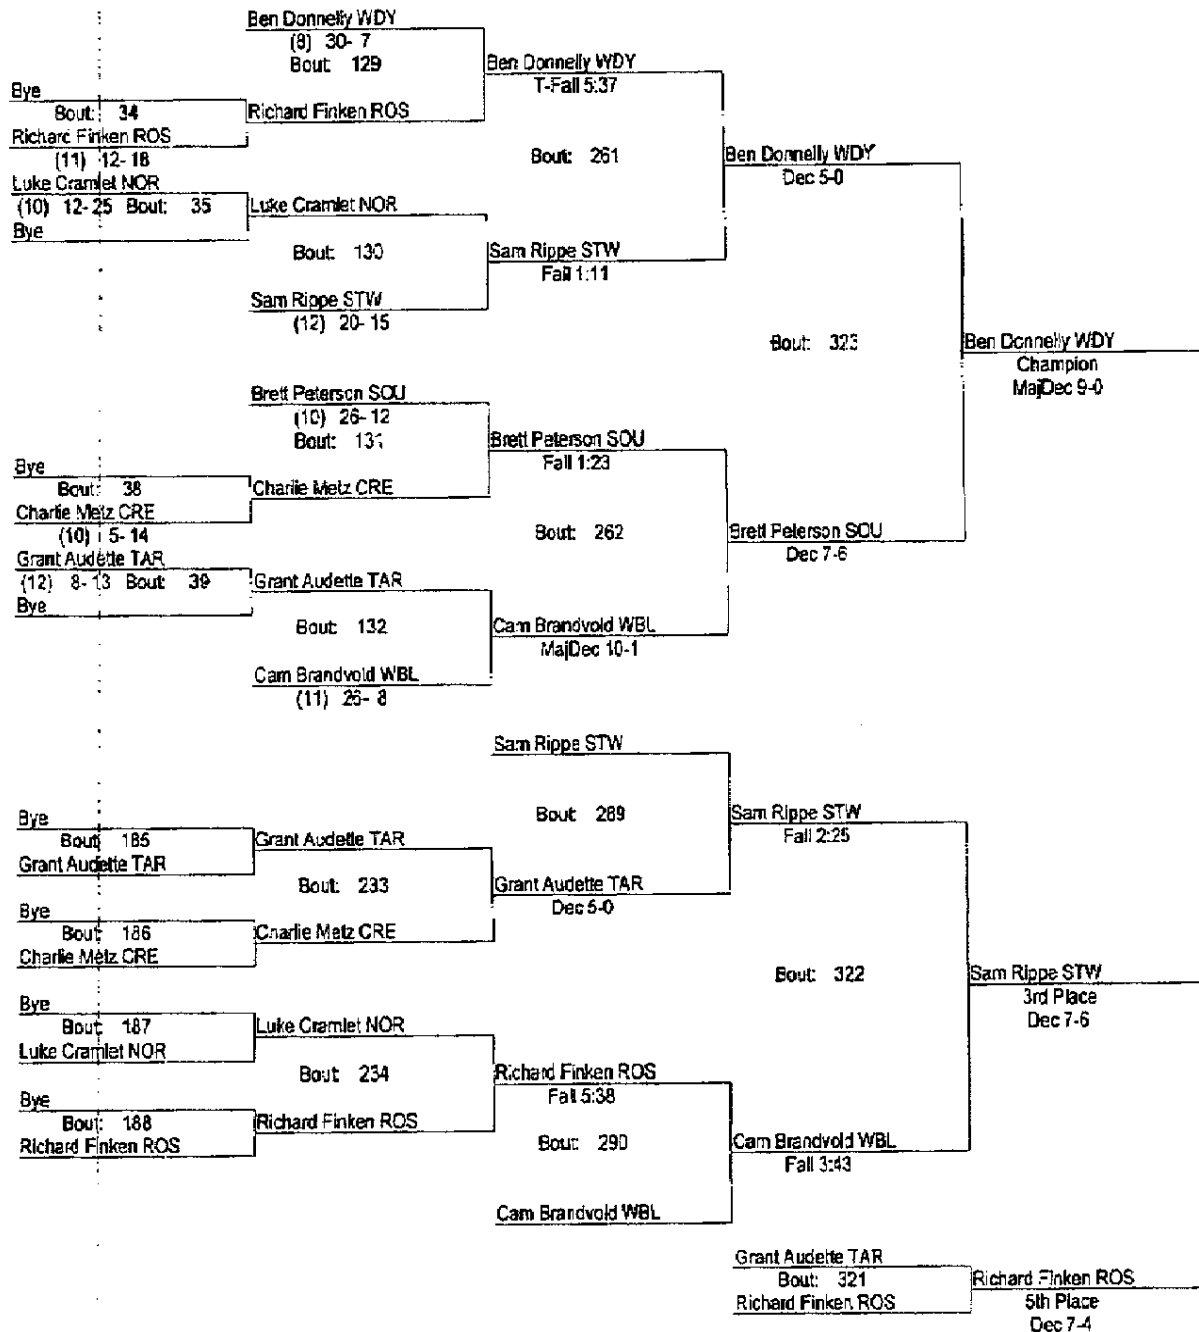 Ben Donnelly WDY
(8) 30- 7
Bout: 129
Ben Donnelly WDY
T-Fall 5:37
Bye
Bout: 34
Richard Finken ROS
Richard Finken ROS
(11) 12- 18
Bout: 261
Ben Donnelly WDY
Dec 5-0
Luke Cramlet NOR
(10) 12- 25 Bout: 35
Luke Cramlet NOR
Bye
Bout: 130
Sam Rippe STW
Fall 1:11
Sam Rippe STW
(12) 20- 15
Bout: 323
Ben Donnelly WDY
Champion
MajDec 9-0
Brett Peterson SOU
(10) 26- 12
Bout: 131
Brett Peterson SOU
Fall 1:23
Bye
Bout: 38
Charlie Metz CRE
Charlie Metz CRE
(10) 5- 14
Bout: 262
Brett Peterson SOU
Dec 7-6
Grant Audette TAR
(12) 8- 13 Bout: 39
Grant Audette TAR
Bye
Bout: 132
Cam Brandvold WBL
MajDec 10-1
Cam Brandvold WBL
(11) 26- 8
Sam Rippe STW
Bout: 289
Sam Rippe STW
Fall 2:25
Bye
Bout: 185
Grant Audette TAR
Grant Audette TAR
Bout: 233
Grant Audette TAR
Dec 5-0
Bye
Bout: 186
Charlie Metz CRE
Charlie Metz CRE
Bout: 322
Sam Rippe STW
3rd Place
Dec 7-6
Bye
Bout: 187
Luke Cramlet NOR
Luke Cramlet NOR
Bout: 234
Richard Finken ROS
Fall 5:38
Bye
Bout: 188
Richard Finken ROS
Richard Finken ROS
Bout: 290
Cam Brandvold WBL
Fall 3:43
Cam Brandvold WBL
Grant Audette TAR
Bout: 321
Richard Finken ROS
Richard Finken ROS
5th Place
Dec 7-4